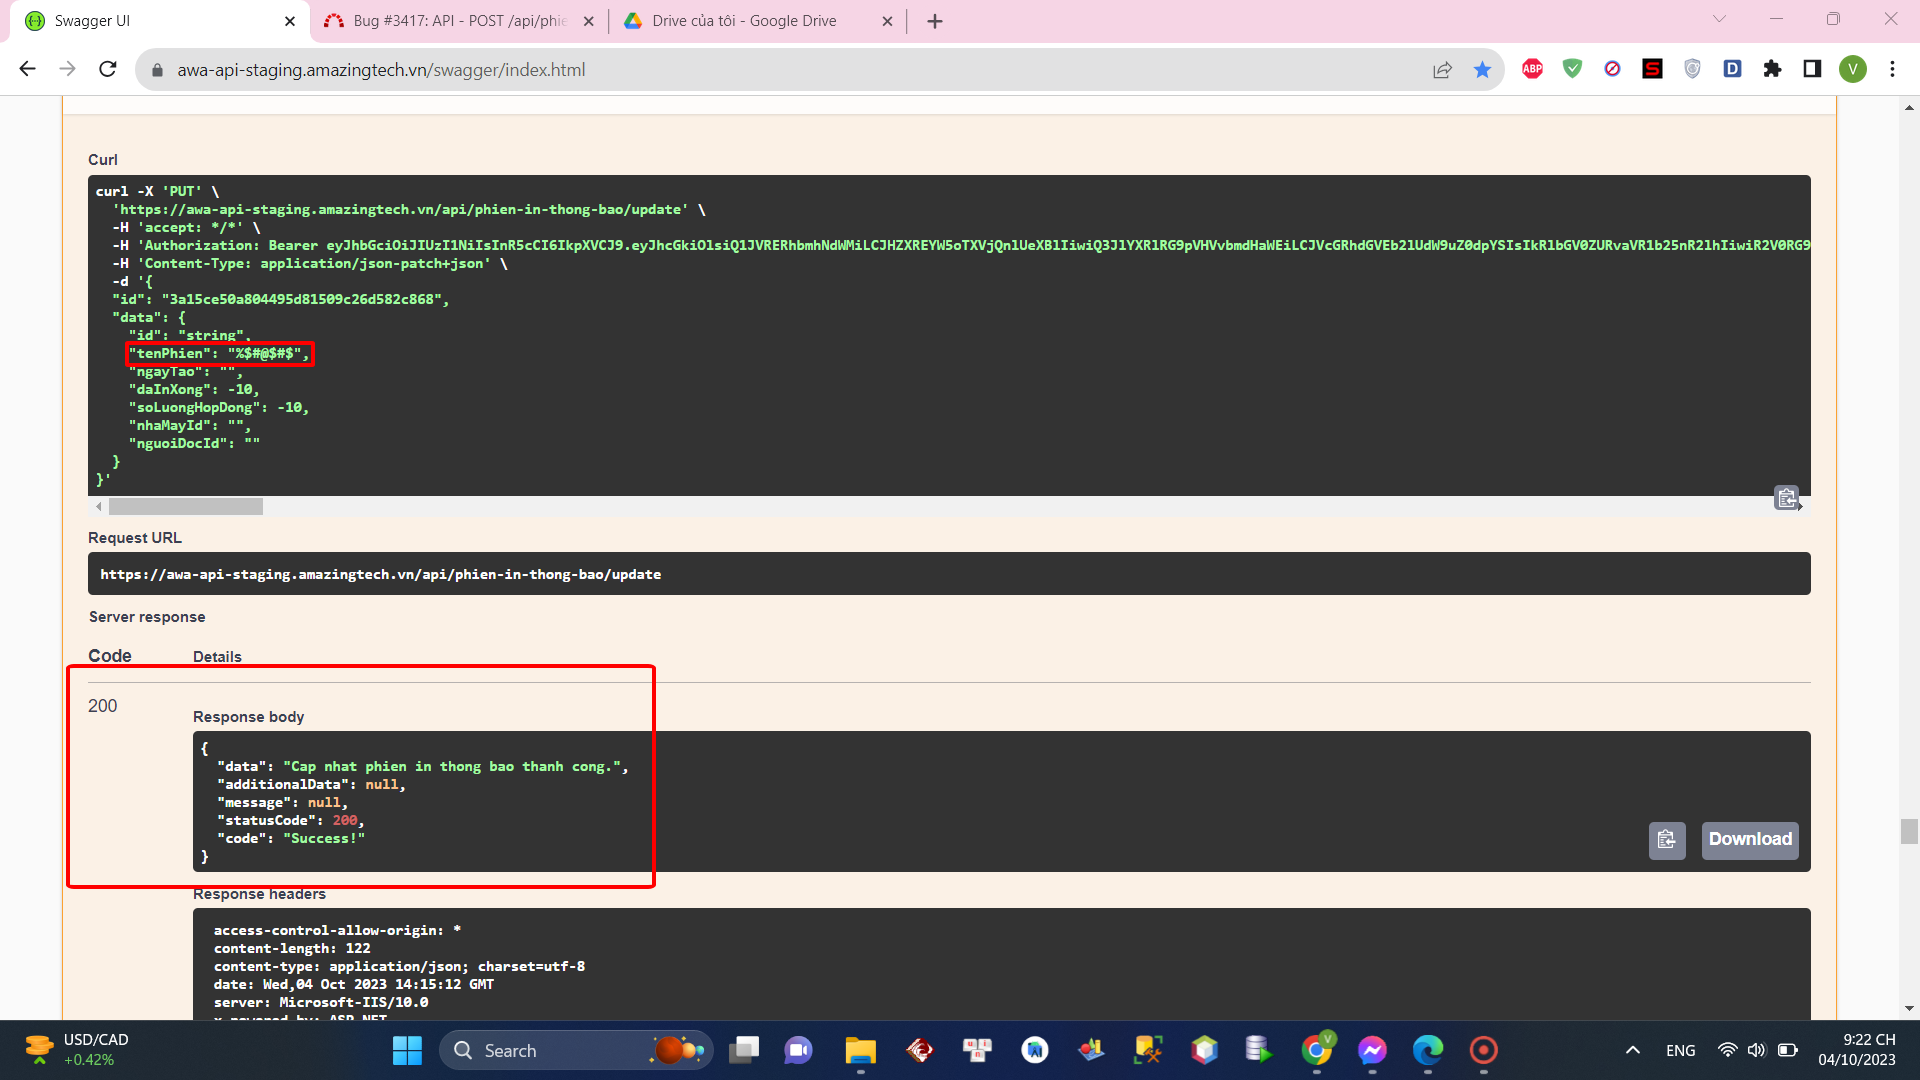 Swagger UI
Bug #3417: API - POST /api/phie
Drive của tôi - Google Drive
awa-api-staging.amazingtech.vn/swagger/index.html
ABP
S
D
V
Curl
curl -X 'PUT' \
'https://awa-api-staging.amazingtech.vn/api/phien-in-thong-bao/update' \
-H 'accept: */*' \
-H 'Authorization: Bearer eyJhbGciOiJIUzI1NiIsInR5cCI6IkpXVCJ9
-H 'Content-Type: application/json-patch+json' \
-d '{
"id": "3a15ce50a804495d81509c26d582c868",
"data": {
"id": "string",
"tenPhien": "%$#@$#$",
"ngayTao": "",
"daInXong": -10,
"soLuongHopDong": -10,
"nhaMayId": "",
"nguoiDocId": ""
}
}'
Request URL
https://awa-api-staging.amazingtech.vn/api/phien-in-thong-bao/update
Server response
Code Details
200
Response body
{
"data": "Cap nhat phien in thong bao thanh cong.",
"additionalData": null,
"message": null,
"statusCode": 200,
"code": "Success!"
}
Download
Response headers
access-control-allow-origin: *
content-length: 122
content-type: application/json; charset=utf-8
date: Wed,04 Oct 2023 14:15:12 GMT
server: Microsoft-IIS/10.0
x-powered-by: ASP.NET
USD/CAD
+0.42%
Search
V
ENG
9:22 CH
04/10/2023